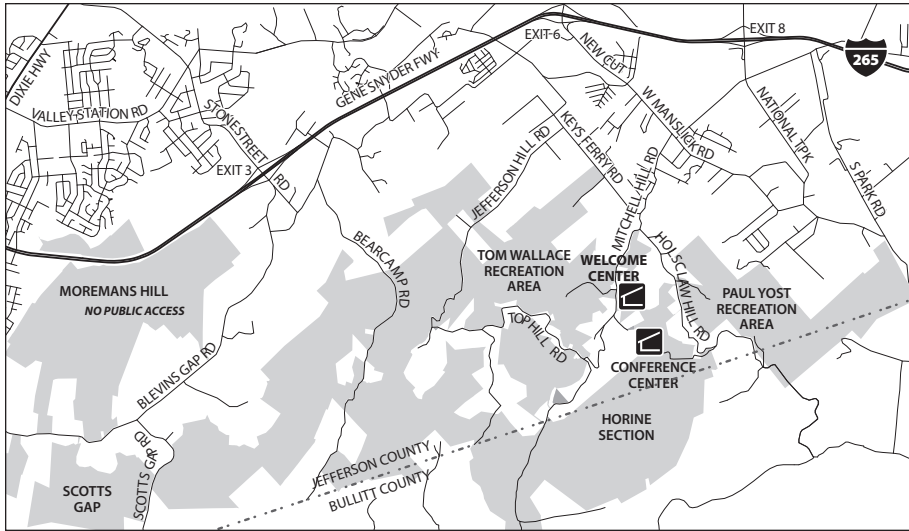 EXIT 8
EXIT 6
265
DIXIE HWY
NEW CUT
GENE SNYDER FWY
VALLEY STATION RD
STONESTREET RD
W MANSLICK RD
NATIONAL TPK
KEYS FERRY RD
JEFFERSON HILL RD
MITCHELL HILL RD
EXIT 3
S PARK RD
BEARCAMP RD
HOLSCLAW HILL RD
TOM WALLACE
RECREATION
AREA
WELCOME
CENTER
MOREMANS HILL
NO PUBLIC ACCESS
PAUL YOST
RECREATION
AREA
TOP HILL RD
BLEVINS GAP RD
CONFERENCE
CENTER
HORINE
SECTION
SCOTTS GAP RD
JEFFERSON COUNTY
BULLITT COUNTY
SCOTTS
GAP